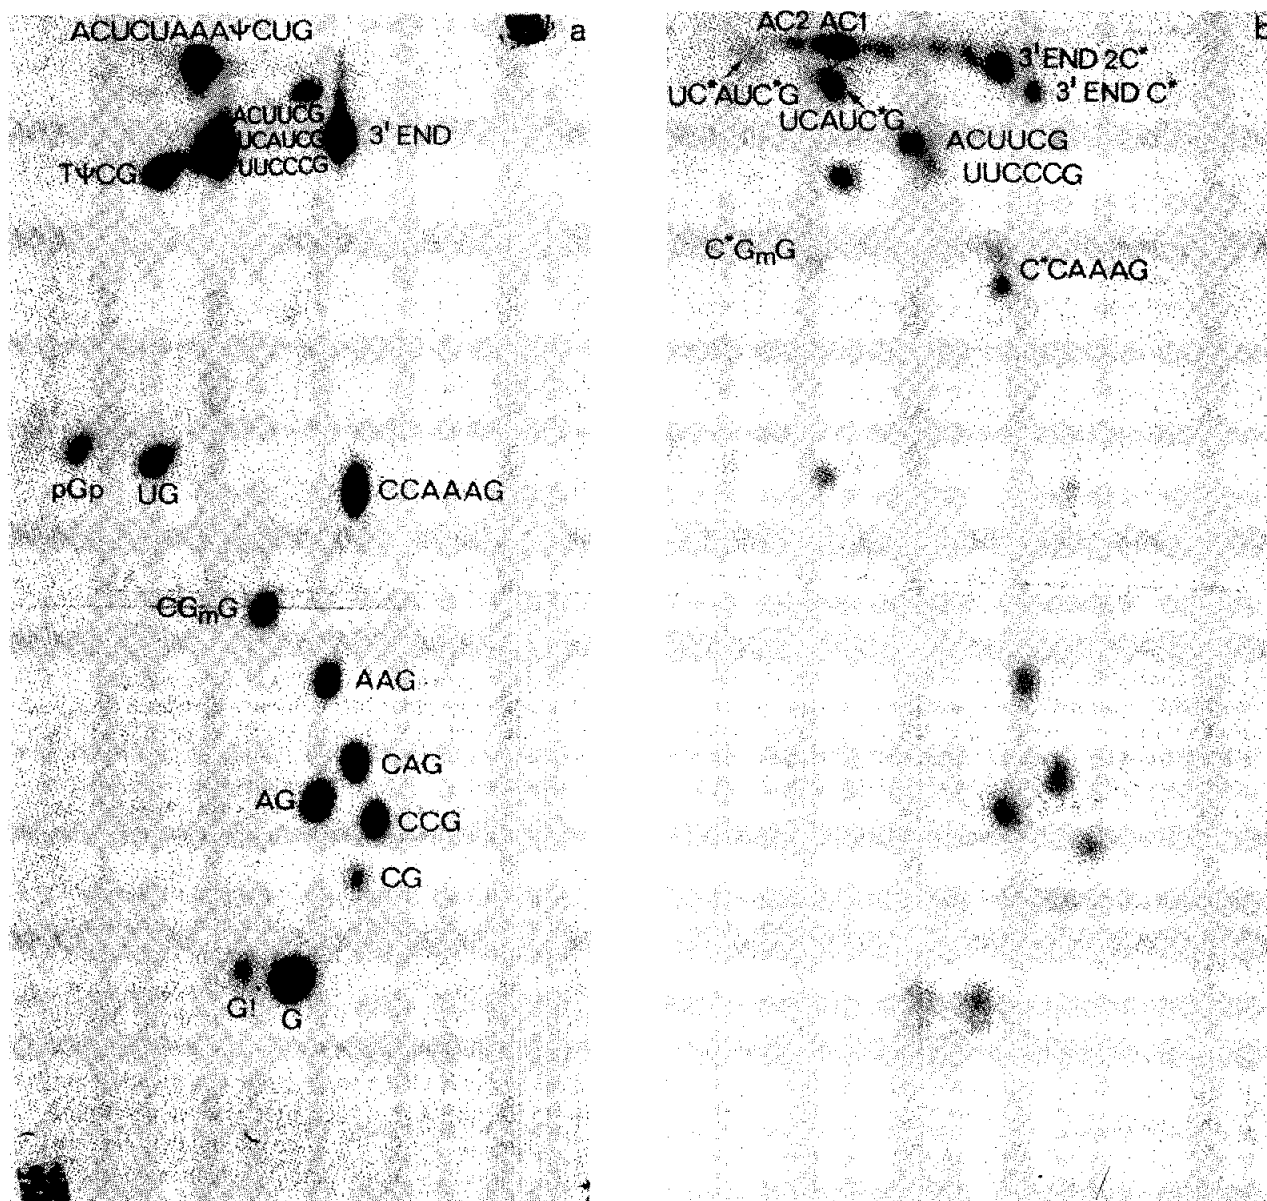 ACUCUAAAΨCUG
a
ACUUCG
UCAUCG
UUCCCG
3' END
TΨCG
pGp
UG
CCAAAG
CGmG
AAG
CAG
AG
CCG
CG
G!
G
AC2 AC1
b
3' END 2C*
3' END C*
UC*AUC*G
UCAUC*G
ACUUCG
UUCCCG
C*GmG
C*CAAAG